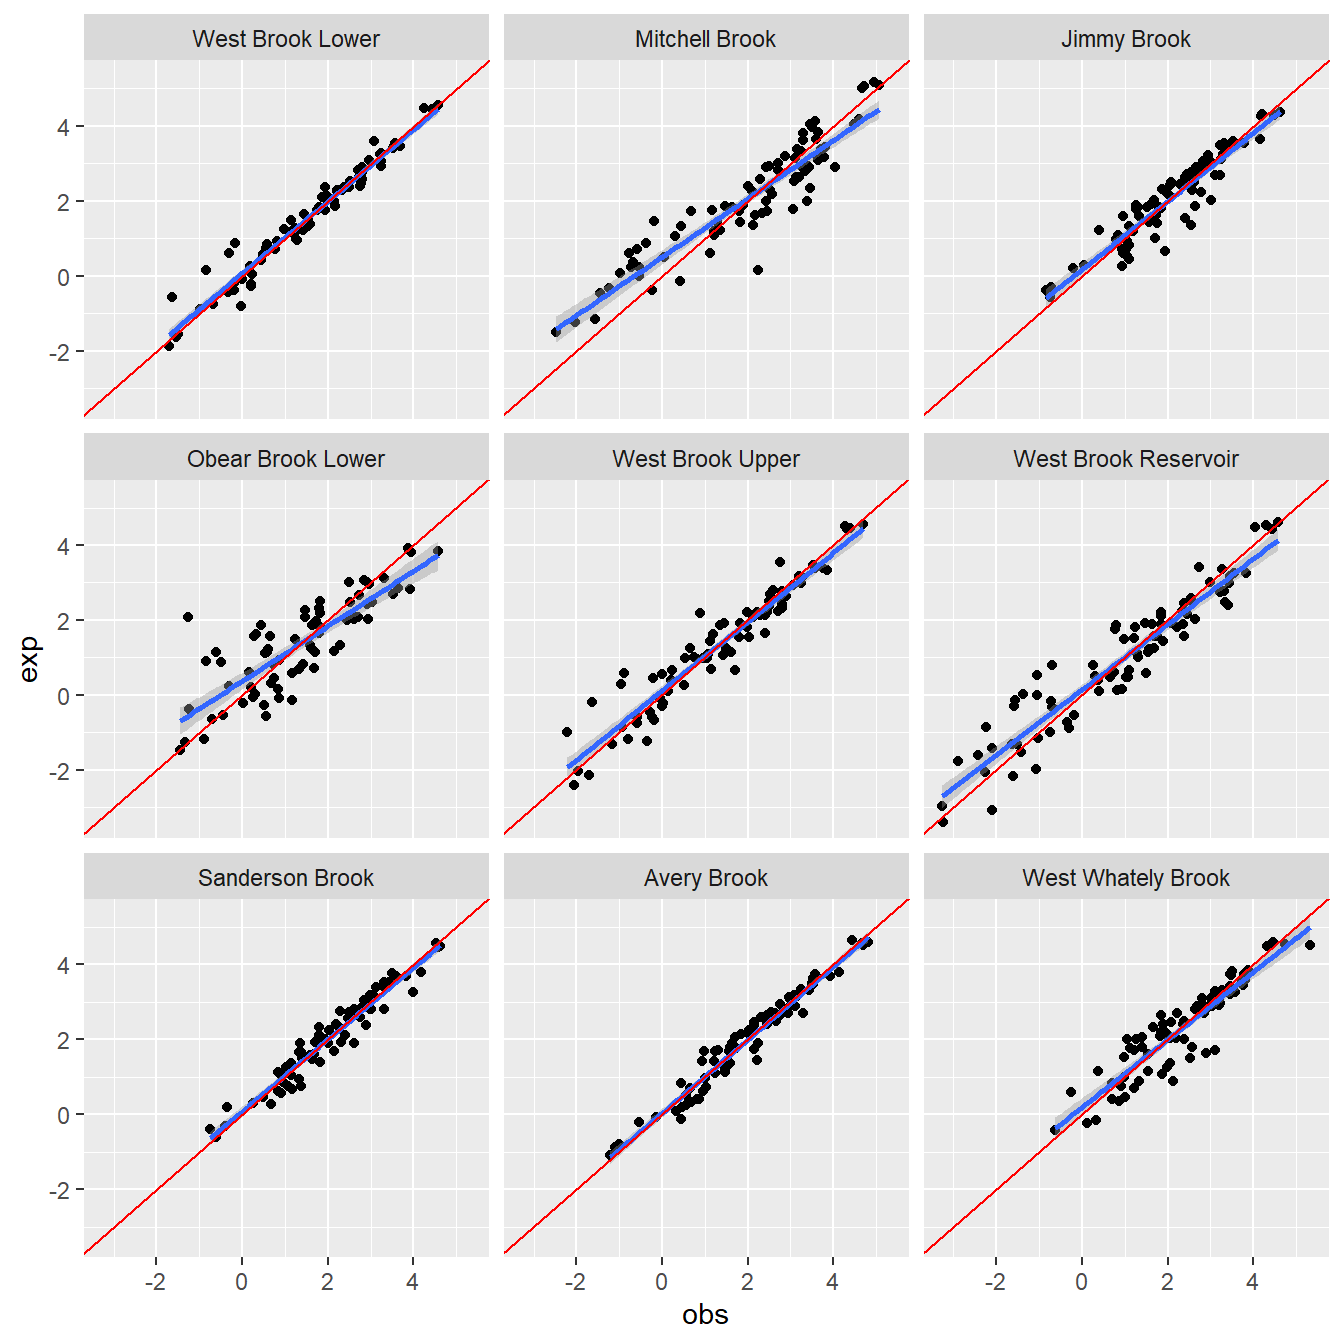 West Brook Lower
Mitchell Brook
Jimmy Brook
4
2
0
-2
Obear Brook Lower
West Brook Upper
West Brook Reservoir
4
2
0
-2
exp
Sanderson Brook
Avery Brook
West Whately Brook
4
2
0
-2
-2 0 2 4 -2 0 2 4 -2 0 2 4
obs